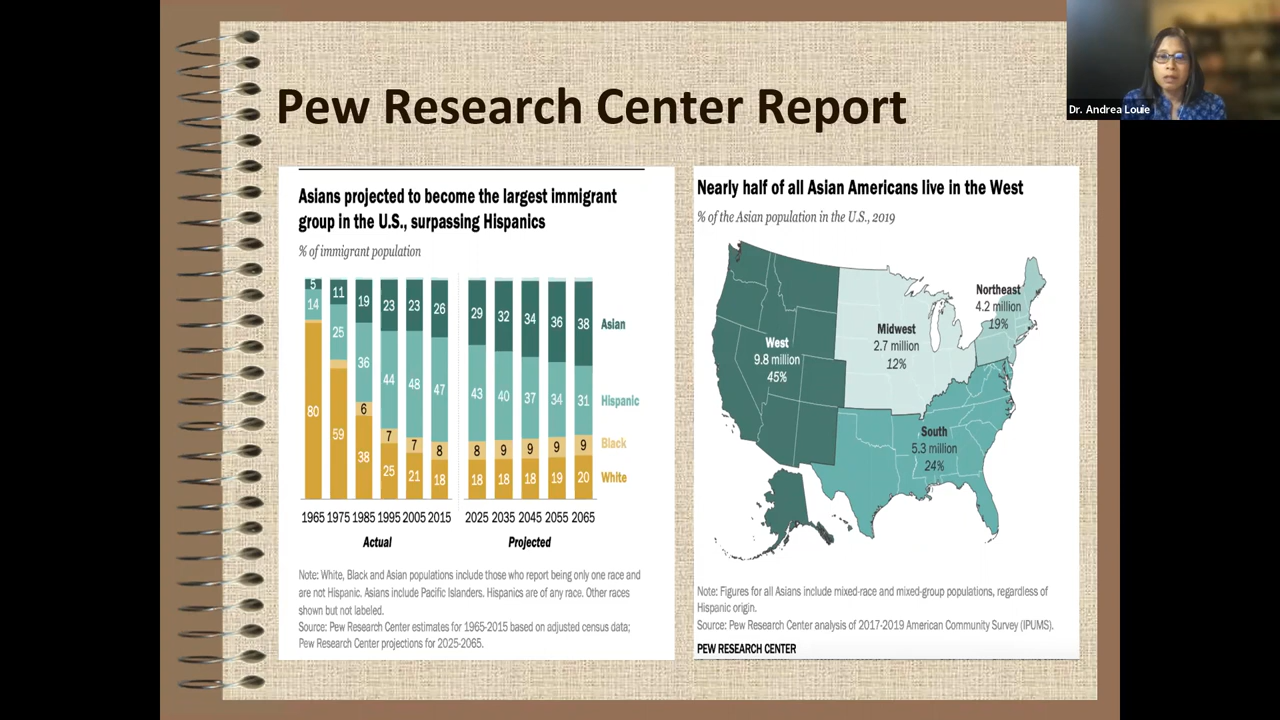 Pew Research Center Report
Dr. Andrea Louie
Asians projected to become the largest immigrant
group in the U.S., surpassing Hispanics
% of immigrant population
5 11 19 23 23 26 29 32 34 36 38 Asian
14 25 36 44 48 47 43 40 37 34 31 Hispanic
6 7 8 8 9 9 9 9 Black
80 59 38 25 21 18 18 18 18 19 20 White
1965 1975 1985 1995 2005 2015 2025 2035 2045 2055 2065
Actual Projected
Note: White, Black and Asian populations include those who report being only one race and
are not Hispanic. Asians include Pacific Islanders. Hispanics are of any race. Other races
shown but not labeled.
Source: Pew Research Center estimates for 1965-2015 based on adjusted census data;
Pew Research Center projections for 2025-2065.
Nearly half of all Asian Americans live in the West
% of the Asian population in the U.S., 2019
Northeast
4.2 million
19%
Midwest
2.7 million
12%
West
9.8 million
45%
South
5.3 million
24%
Note: Figures for all Asians include mixed-race and mixed-group populations, regardless of
Hispanic origin.
Source: Pew Research Center analysis of 2017-2019 American Community Survey (IPUMS).
PEW RESEARCH CENTER